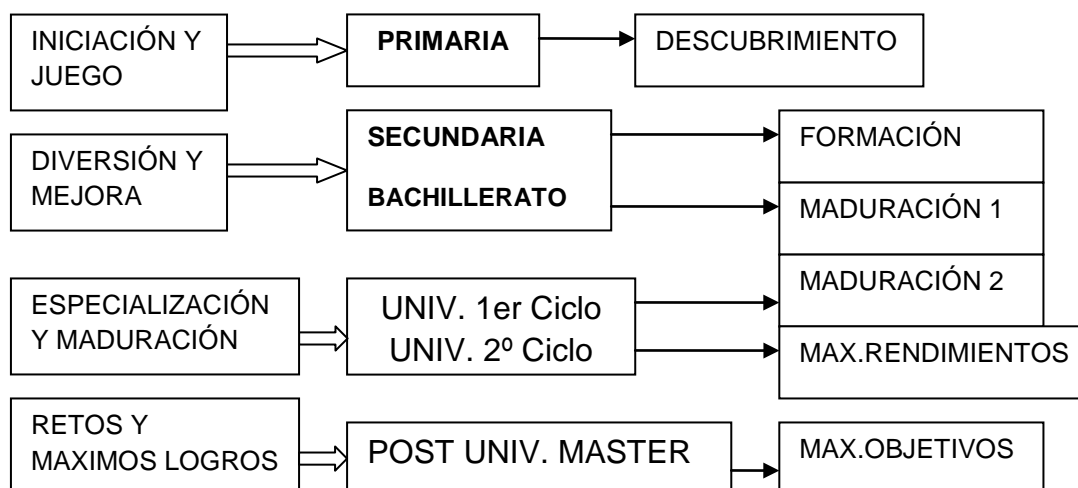 INICIACIÓN Y
JUEGO
PRIMARIA
DESCUBRIMIENTO
DIVERSIÓN Y
MEJORA
SECUNDARIA
BACHILLERATO
FORMACIÓN
MADURACIÓN 1
ESPECIALIZACIÓN
Y MADURACIÓN
UNIV. 1er Ciclo
UNIV. 2º Ciclo
MADURACIÓN 2
MAX.RENDIMIENTOS
RETOS Y
MAXIMOS LOGROS
POST UNIV. MASTER
MAX.OBJETIVOS